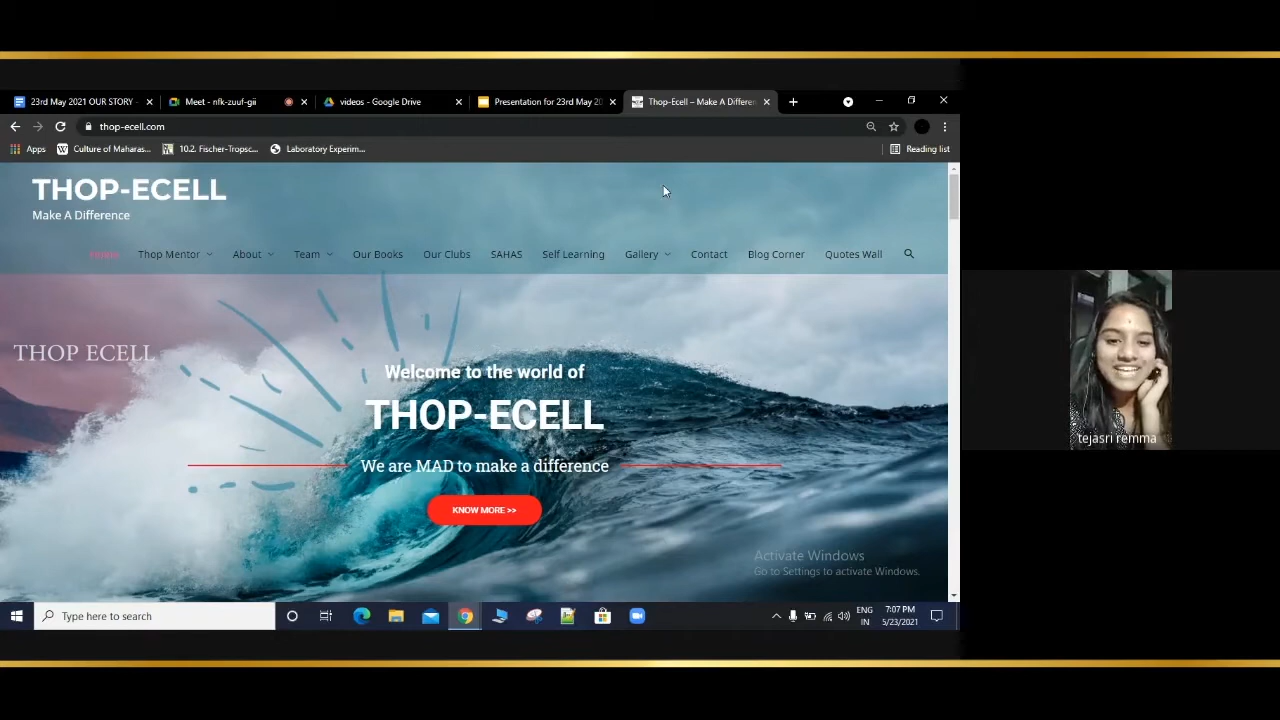 23rd May 2021 OUR STORY -
Meet - nfk-zuuf-gii
videos - Google Drive
Presentation for 23rd May 20
Thop-Ecell – Make A Differen
thop-ecell.com
Apps
Culture of Maharas...
10.2. Fischer-Tropsc...
Laboratory Experim...
Reading list
THOP-ECELL
Make A Difference
Home
Thop Mentor
About
Team
Our Books
Our Clubs
SAHAS
Self Learning
Gallery
Contact
Blog Corner
Quotes Wall
THOP ECELL
Welcome to the world of
THOP-ECELL
We are MAD to make a difference
KNOW MORE >>
Activate Windows
Go to Settings to activate Windows.
tejasri remma
Type here to search
ENG
IN
7:07 PM
5/23/2021